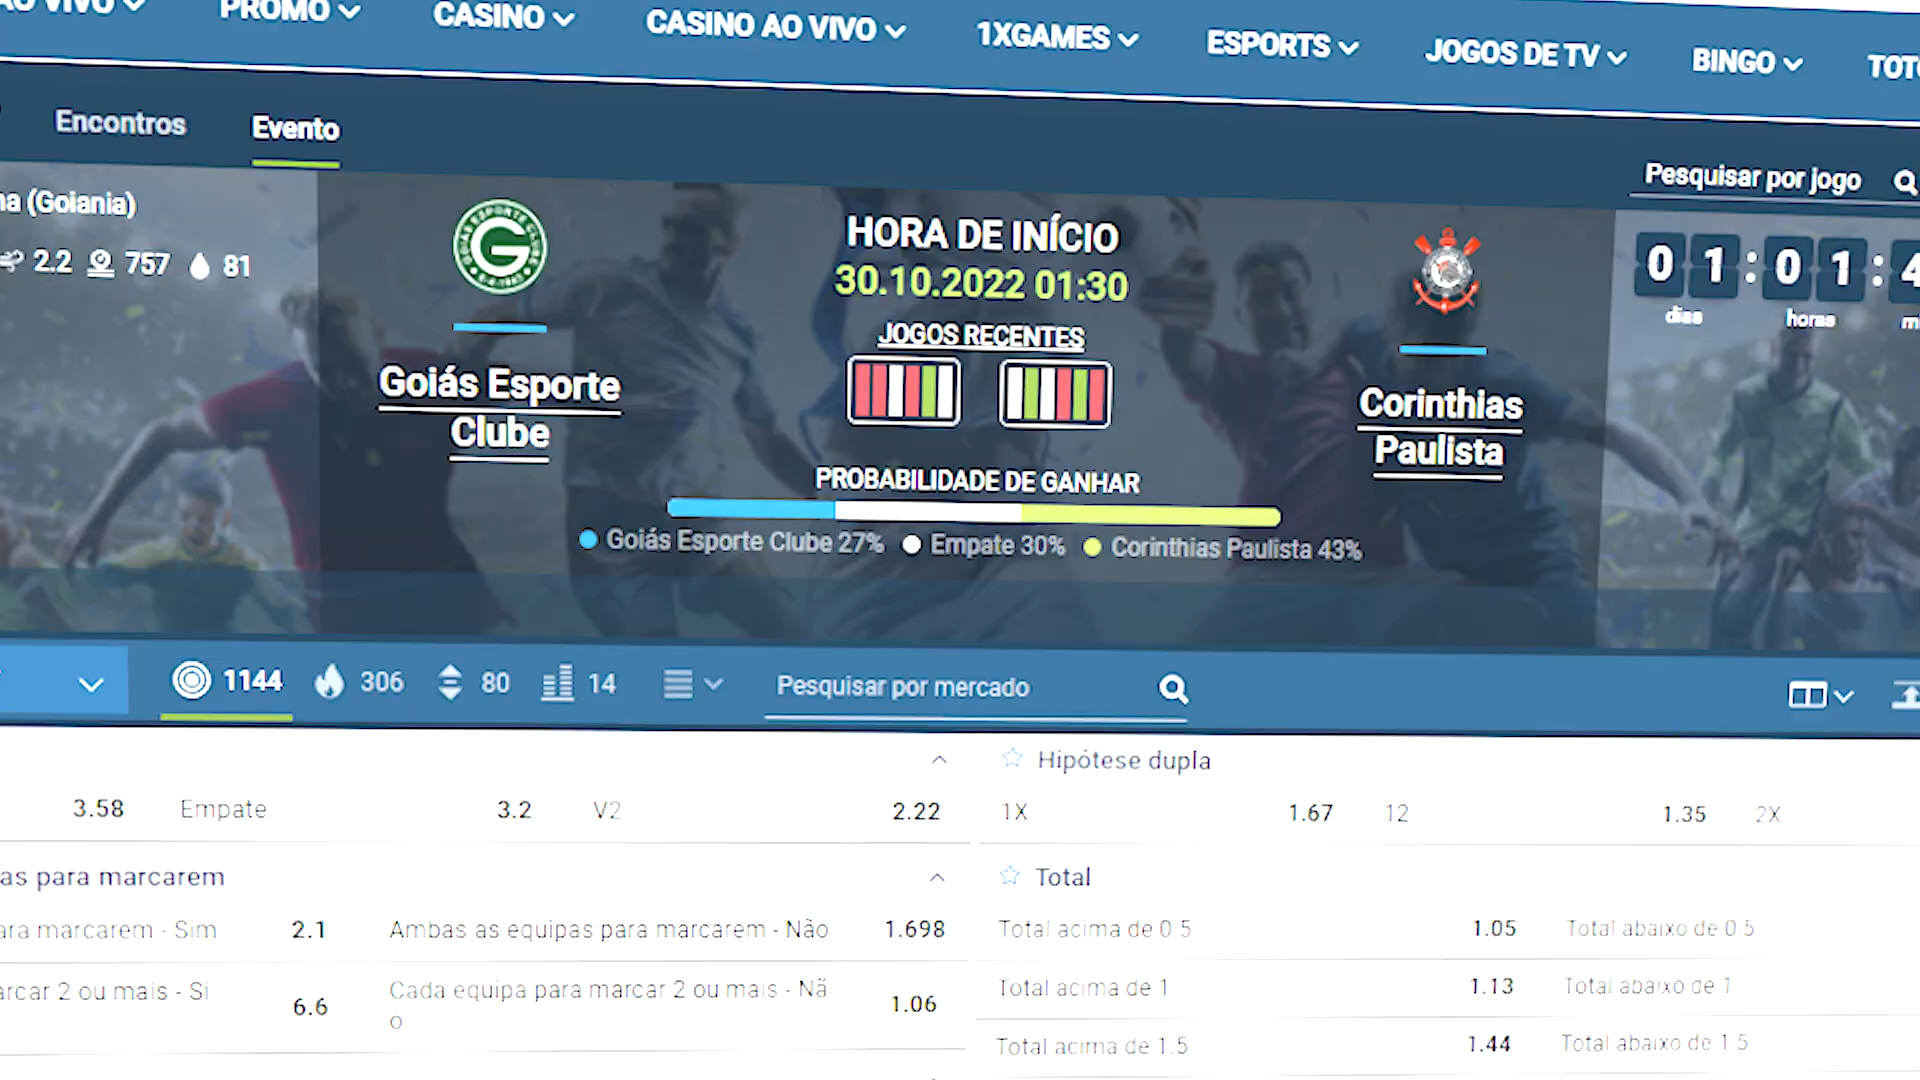 AO VIVO PROMO CASINO CASINO AO VIVO 1XGAMES ESPORTS JOGOS DE TV BINGO TOTO
Encontros Evento
Pesquisar por jogo
na (Goiania)
2.2 757 81
HORA DE INÍCIO
30.10.2022 01:30
01 : 01 : 4
dias horas m
JOGOS RECENTES
Goiás Esporte
Clube
Corinthias
Paulista
PROBABILIDADE DE GANHAR
Goiás Esporte Clube 27% Empate 30% Corinthias Paulista 43%
1144 306 80 14 Pesquisar por mercado
Hipótese dupla
3.58 Empate 3.2 V2 2.22 1X 1.67 12 1.35 2X
as para marcarem
Total
ara marcarem - Sim 2.1 Ambas as equipas para marcarem - Não 1.698 Total acima de 0 5 1.05 Total abaixo de 0 5
arcar 2 ou mais - Si 6.6 Cada equipa para marcar 2 ou mais - Nã
o 1.06
Total acima de 1 1.13 Total abaixo de 1
Total acima de 1.5 1.44 Total abaixo de 1 5